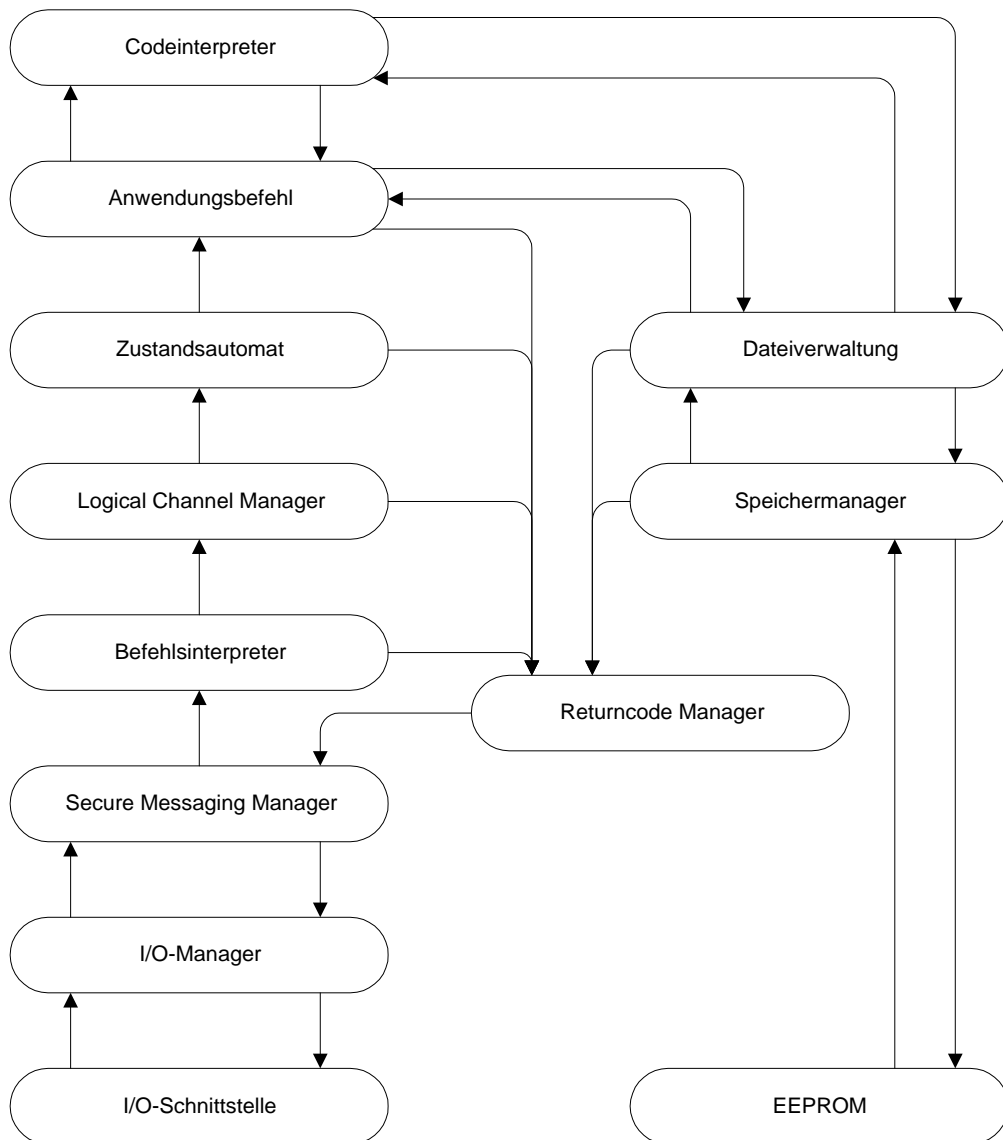 Codeinterpreter
Anwendungsbefehl
Zustandsautomat
Dateiverwaltung
Logical Channel Manager
Speichermanager
Befehlsinterpreter
Returncode Manager
Secure Messaging Manager
I/O-Manager
I/O-Schnittstelle
EEPROM